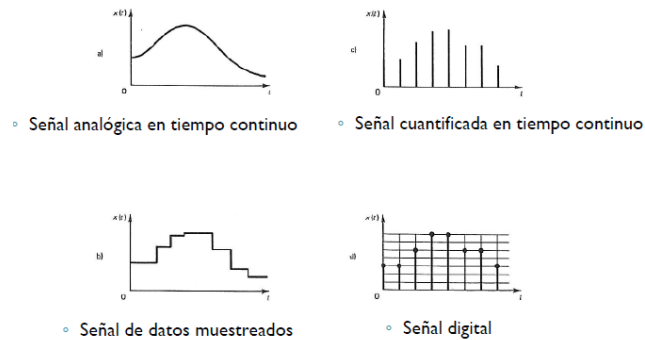 x(t)
a)
0
t
◦ Señal analógica en tiempo continuo
x(t)
c)
0
t
◦ Señal cuantificada en tiempo continuo
x(t)
b)
0
t
◦ Señal de datos muestreados
x(t)
d)
0
t
◦ Señal digital